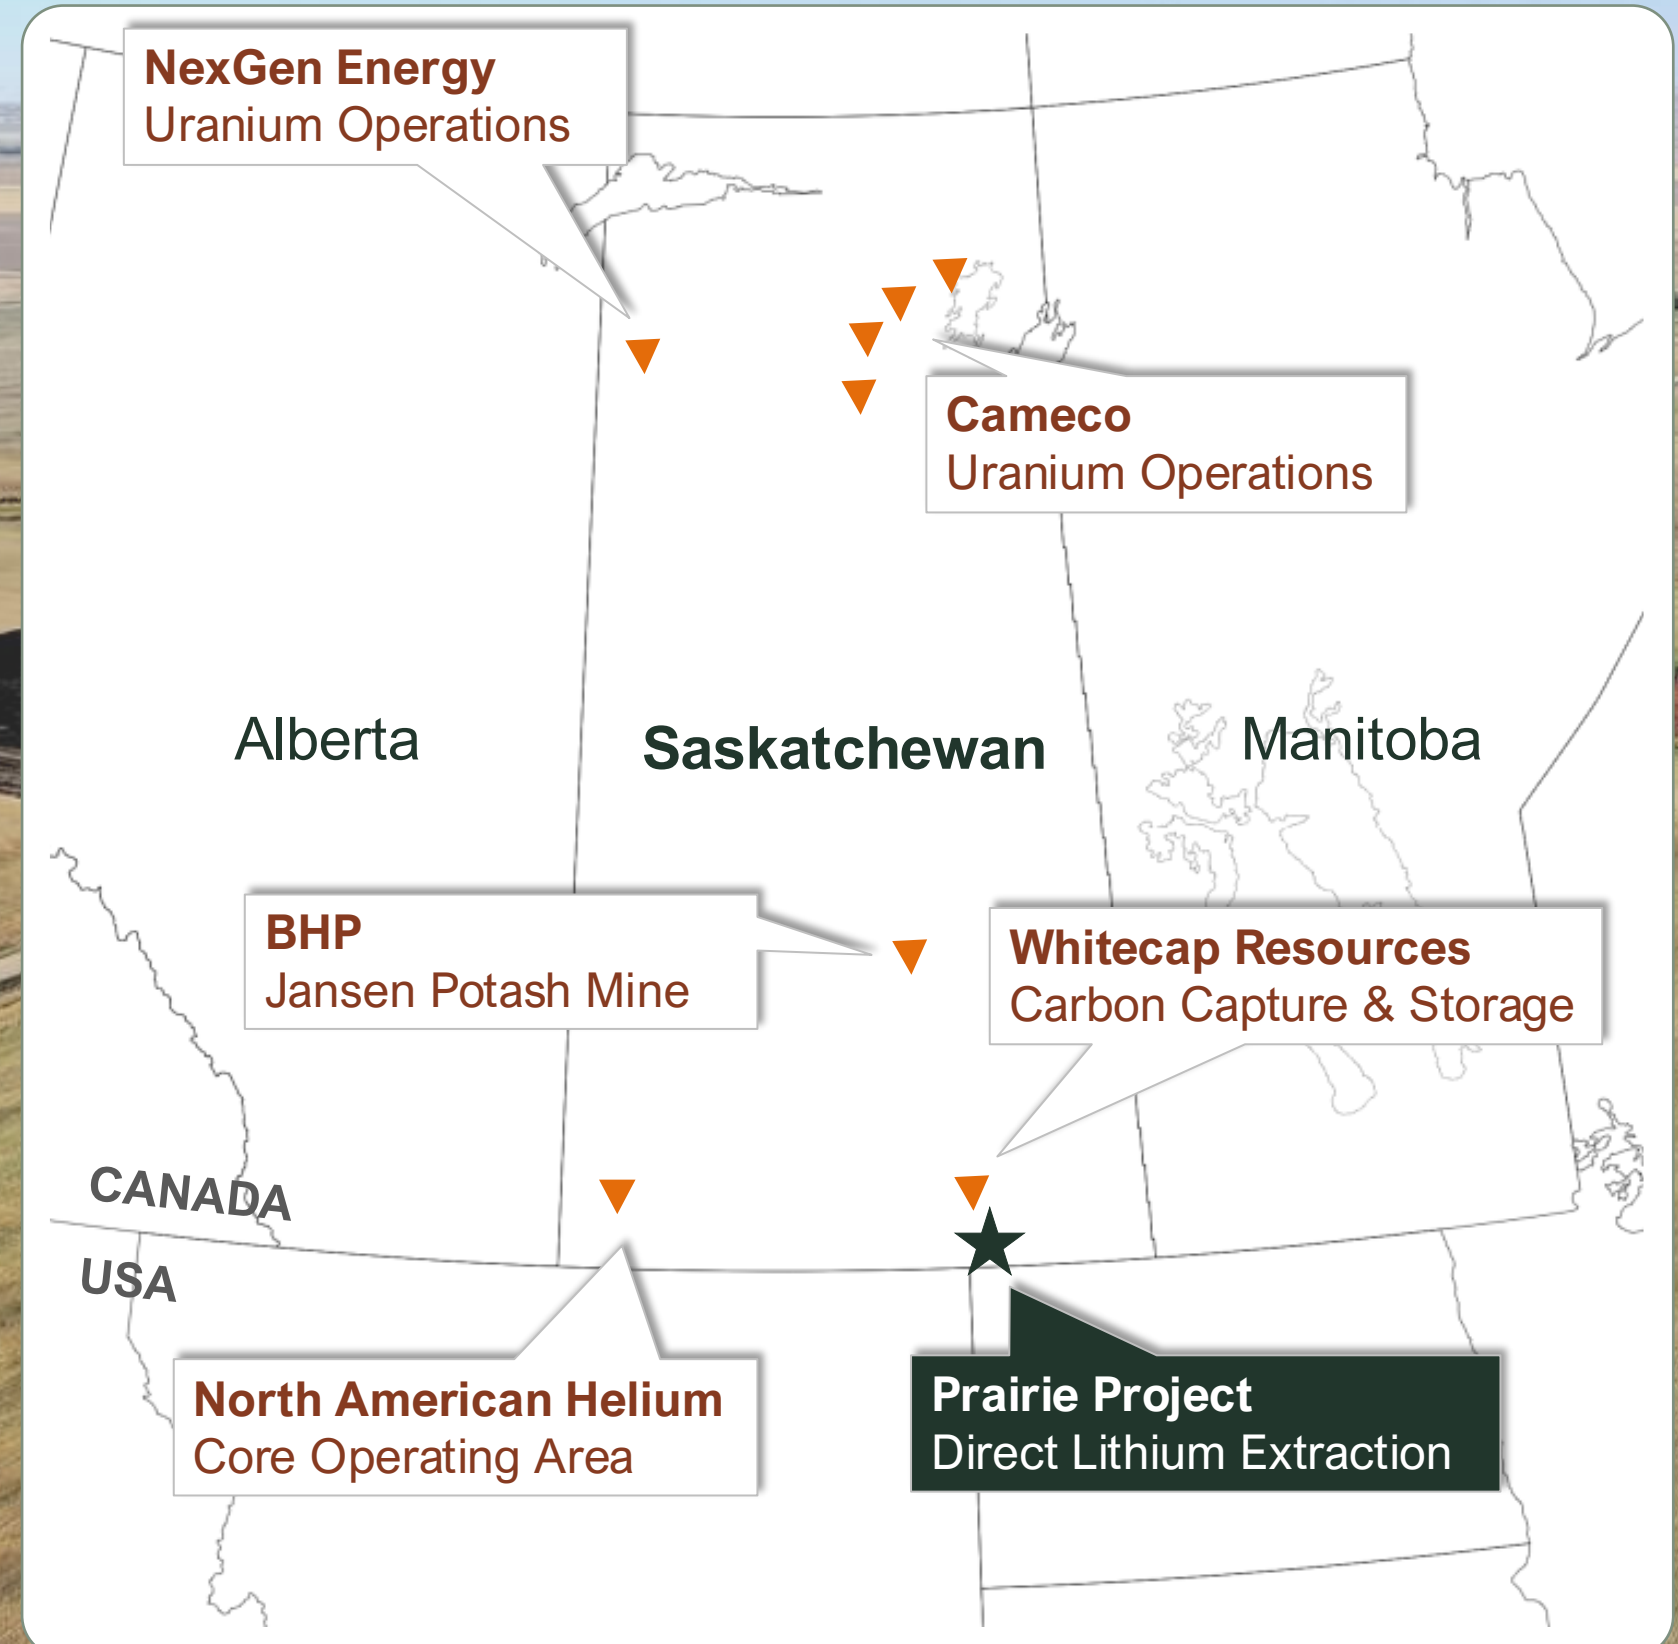 NexGen Energy
Uranium Operations
Cameco
Uranium Operations
Alberta
Saskatchewan
Manitoba
BHP
Jansen Potash Mine
Whitecap Resources
Carbon Capture & Storage
CANADA
USA
North American Helium
Core Operating Area
Prairie Project
Direct Lithium Extraction